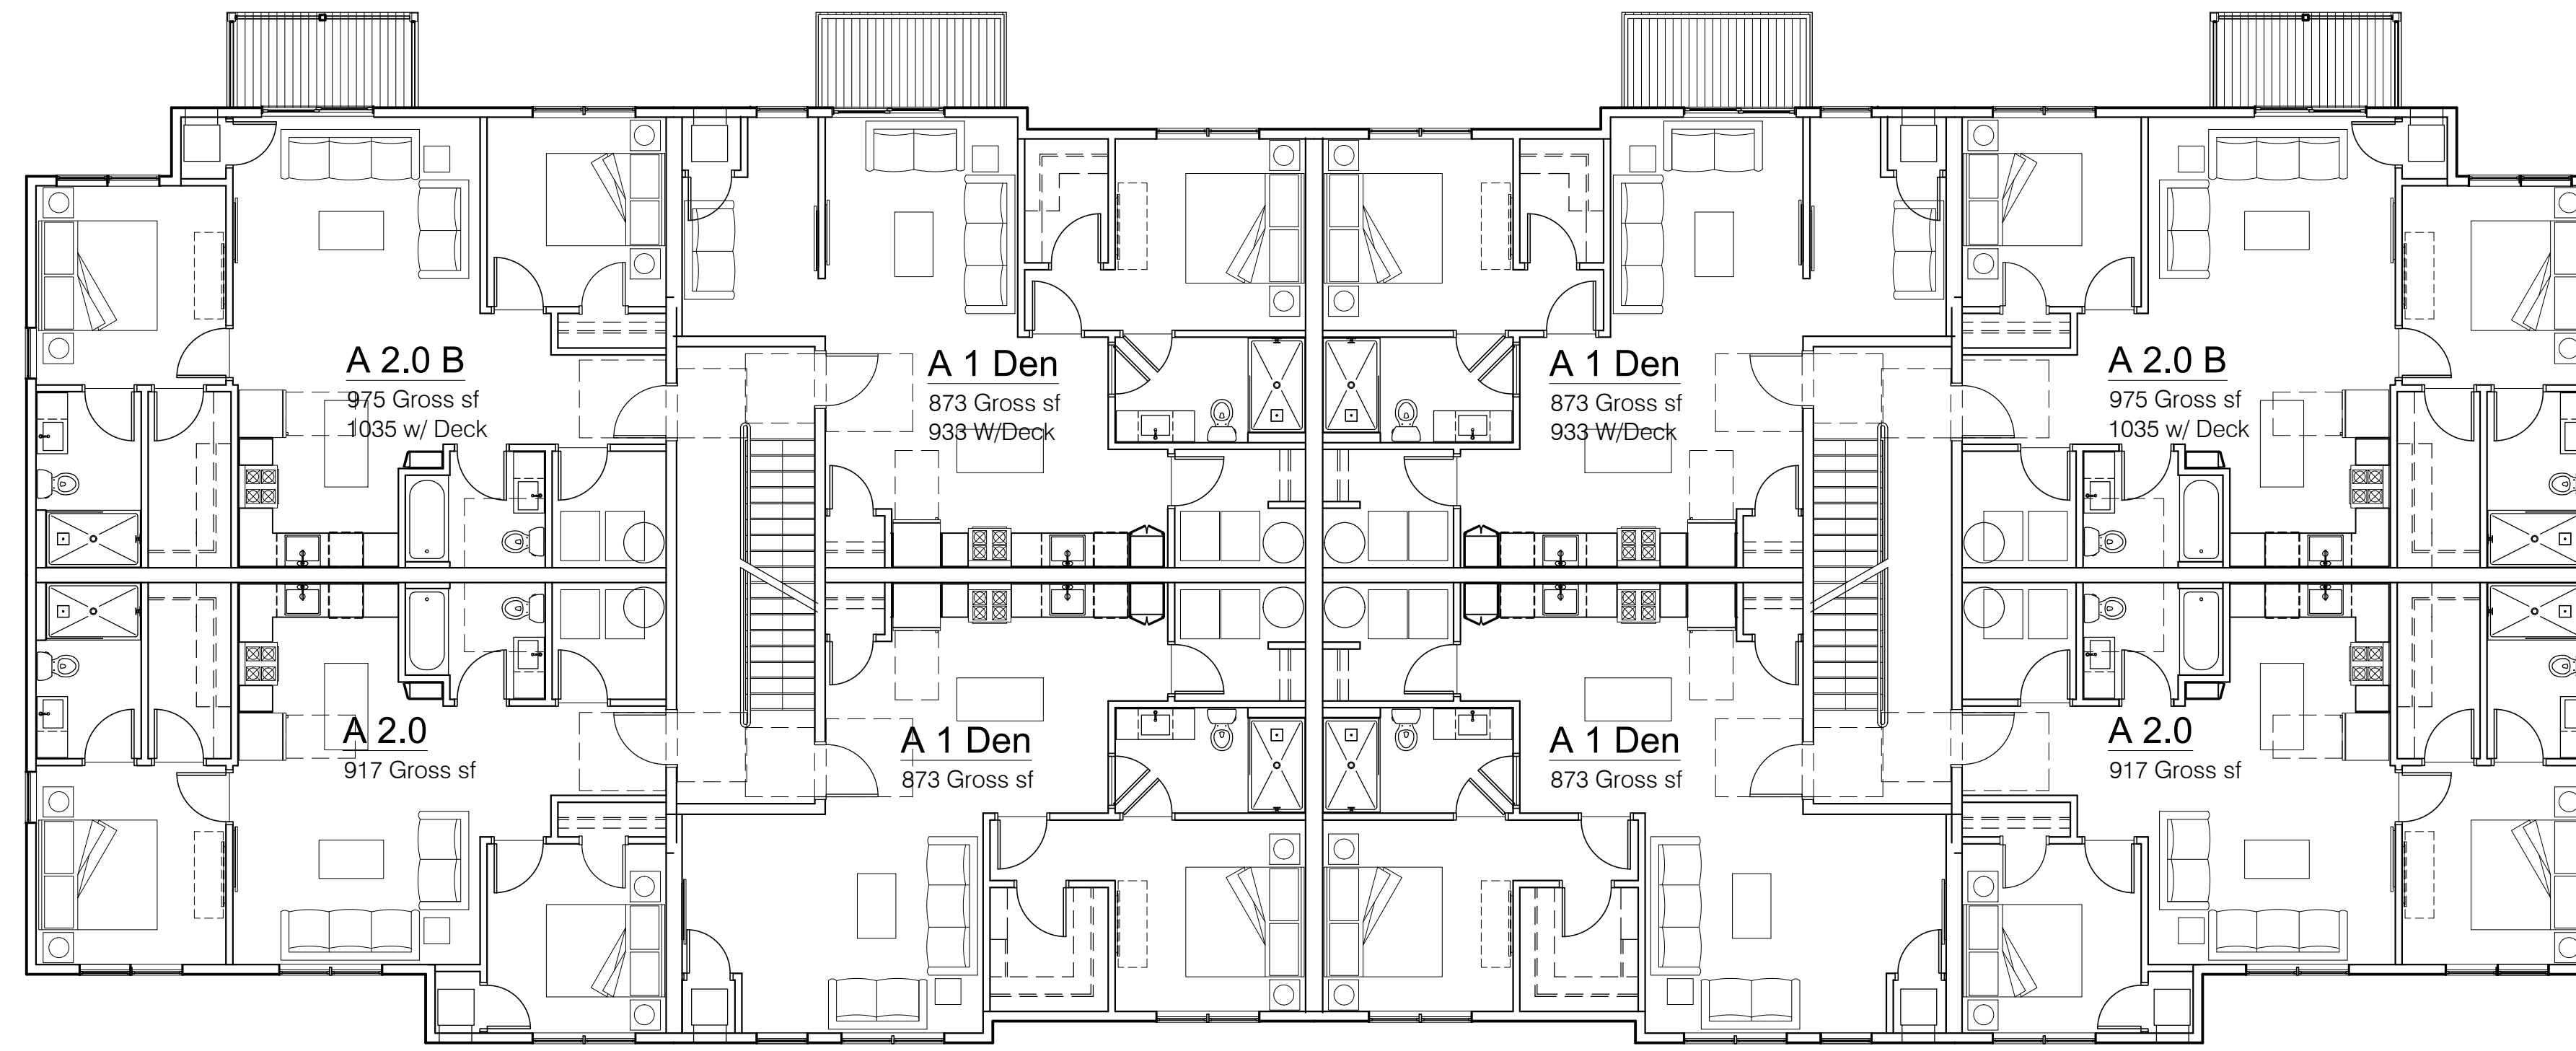 A 2.0 B
975 Gross sf
1035 w/ Deck
A 1 Den
873 Gross sf
933 W/Deck
A 1 Den
873 Gross sf
933 W/Deck
A 2.0 B
975 Gross sf
1035 w/ Deck
A 2.0
917 Gross sf
A 1 Den
873 Gross sf
A 1 Den
873 Gross sf
A 2.0
917 Gross sf